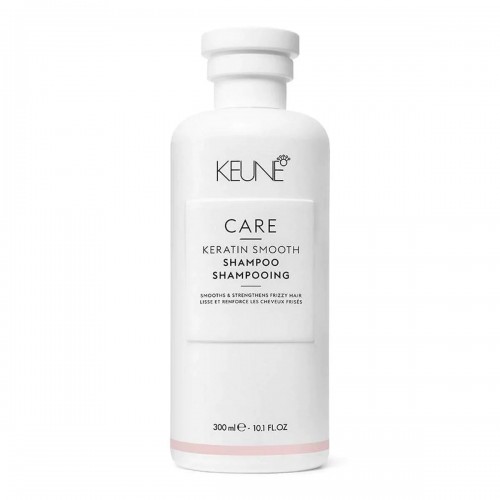 KEUNE
CARE
KERATIN SMOOTH
SHAMPOO
SHAMPOOING
SMOOTHS & STRENGTHENS FRIZZY HAIR
LISSE ET RENFORCE LES CHEVEUX FRISÉS
300 ml ℮ - 10.1 FL.OZ